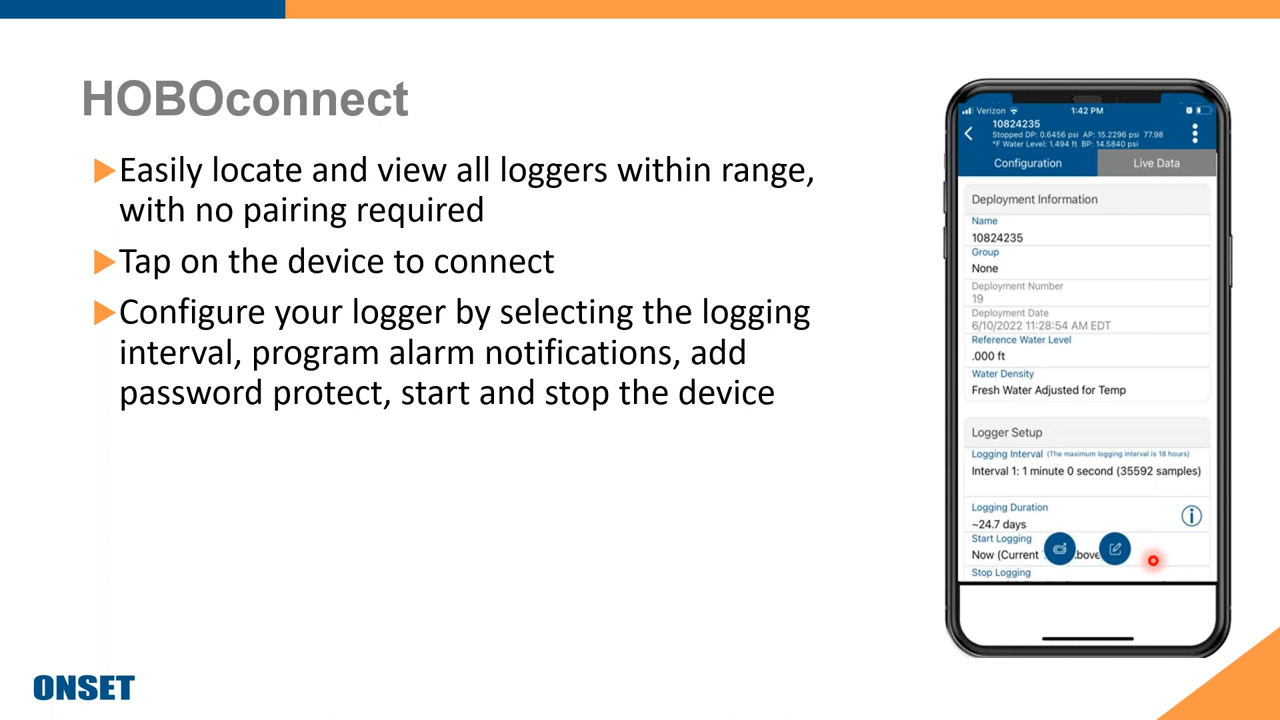 HOBOconnect
Easily locate and view all loggers within range,
with no pairing required
Tap on the device to connect
Configure your logger by selecting the logging
interval, program alarm notifications, add
password protect, start and stop the device
Verizon 1:42 PM
10824235
Stopped DP: 0.6456 psi AP: 15.2296 psi 77.98
°F Water Level: 1.494 ft BP: 14.5840 psi
Configuration Live Data
Deployment Information
Name
10824235
Group
None
Deployment Number
19
Deployment Date
6/10/2022 11:28:54 AM EDT
Reference Water Level
.000 ft
Water Density
Fresh Water Adjusted for Temp
Logger Setup
Logging Interval (The maximum logging interval is 18 hours)
Interval 1: 1 minute 0 second (35592 samples)
Logging Duration
~24.7 days
Start Logging
Now (Current
Stop Logging
ONSET